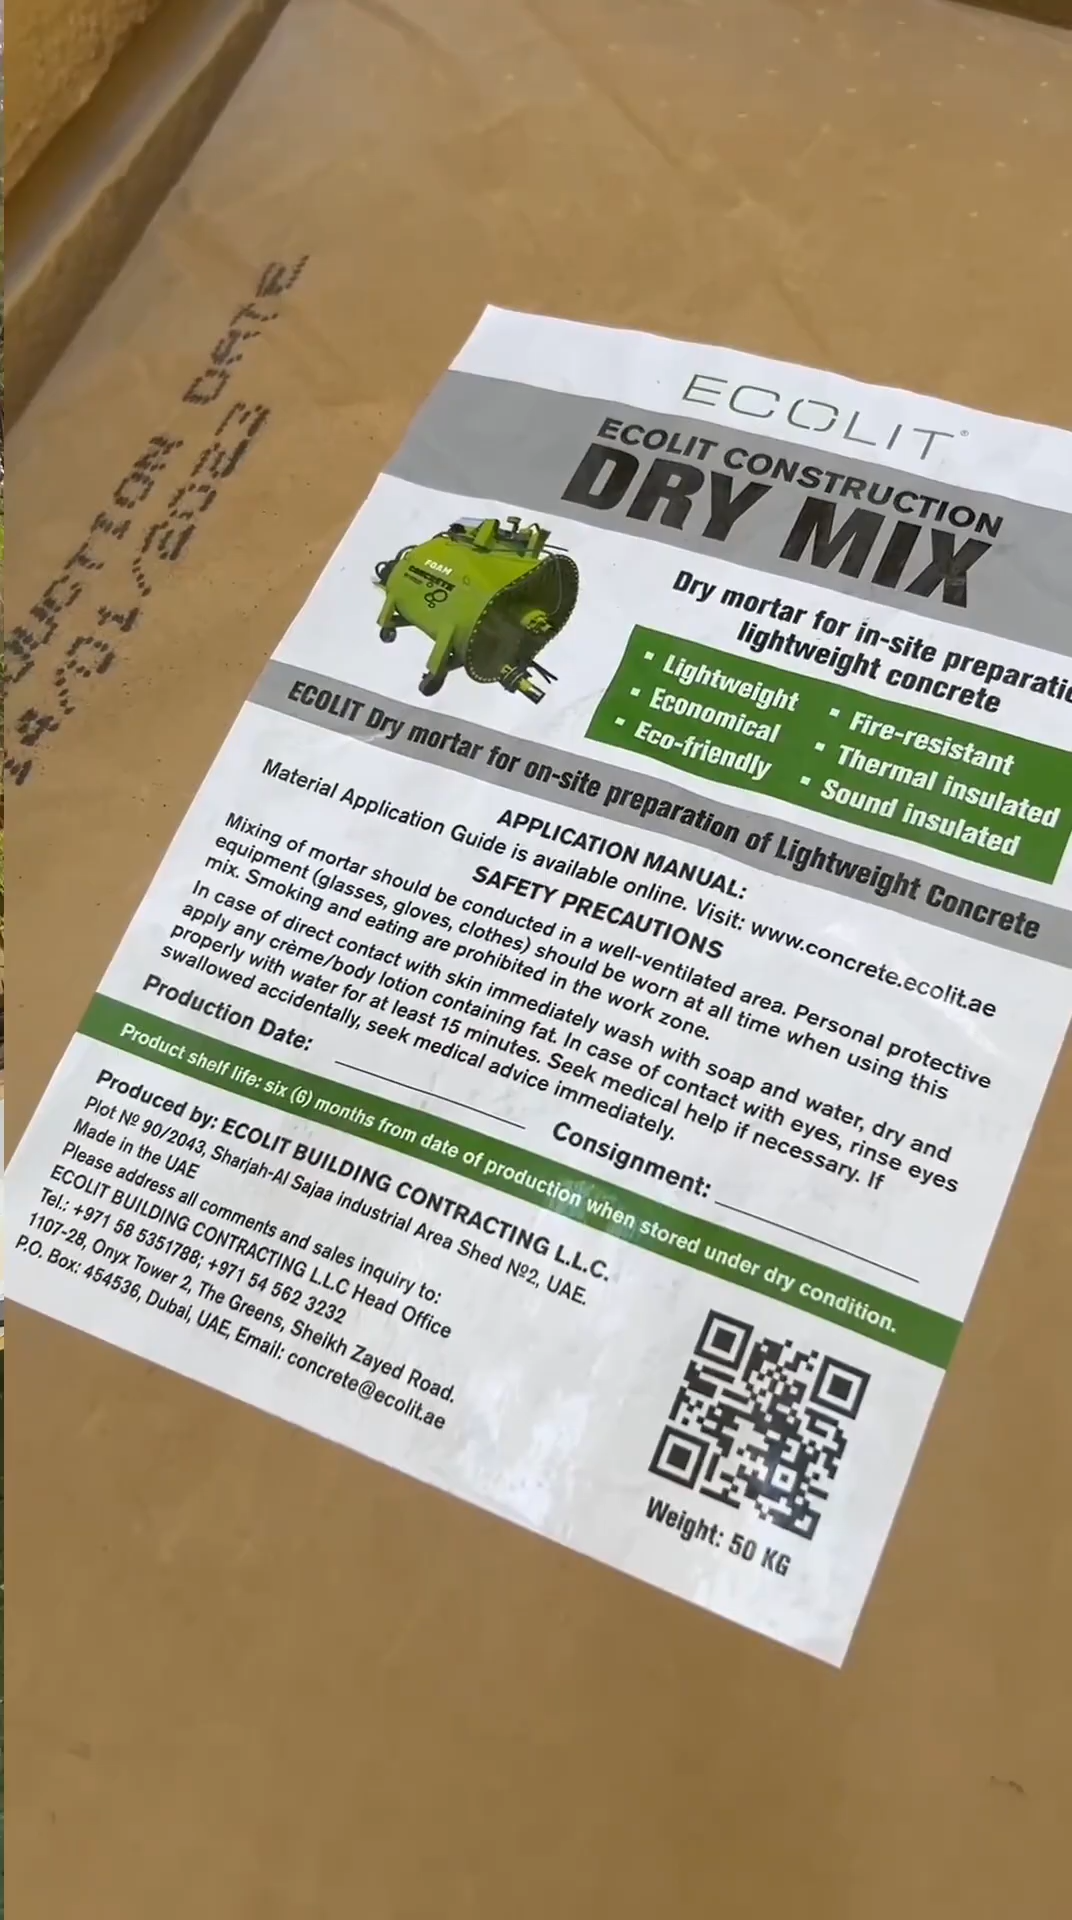 DUCTION DATE
/01/2023
ECOLIT®
ECOLIT CONSTRUCTION
DRY MIX
FOAM
CONCRETE
Dry mortar for in-site preparatio
lightweight concrete
▪ Lightweight
▪ Economical
▪ Eco-friendly
▪ Fire-resistant
▪ Thermal insulated
▪ Sound insulated
ECOLIT Dry mortar for on-site preparation of Lightweight Concrete
APPLICATION MANUAL:
Material Application Guide is available online. Visit: www.concrete.ecolit.ae
SAFETY PRECAUTIONS
Mixing of mortar should be conducted in a well-ventilated area. Personal protective
equipment (glasses, gloves, clothes) should be worn at all time when using this
mix. Smoking and eating are prohibited in the work zone.
In case of direct contact with skin immediately wash with soap and water, dry and
apply any crème/body lotion containing fat. In case of contact with eyes, rinse eyes
properly with water for at least 15 minutes. Seek medical help if necessary. If
swallowed accidentally, seek medical advice immediately.
Production Date:
Consignment:
Product shelf life: six (6) months from date of production when stored under dry condition.
Produced by: ECOLIT BUILDING CONTRACTING L.L.C.
Plot № 90/2043, Sharjah-Al Sajaa industrial Area Shed №2, UAE.
Made in the UAE
Please address all comments and sales inquiry to:
ECOLIT BUILDING CONTRACTING L.L.C Head Office
Tel.: +971 58 5351788; +971 54 562 3232
1107-28, Onyx Tower 2, The Greens, Sheikh Zayed Road.
P.O. Box: 454536, Dubai, UAE, Email: concrete@ecolit.ae
Weight: 50 KG